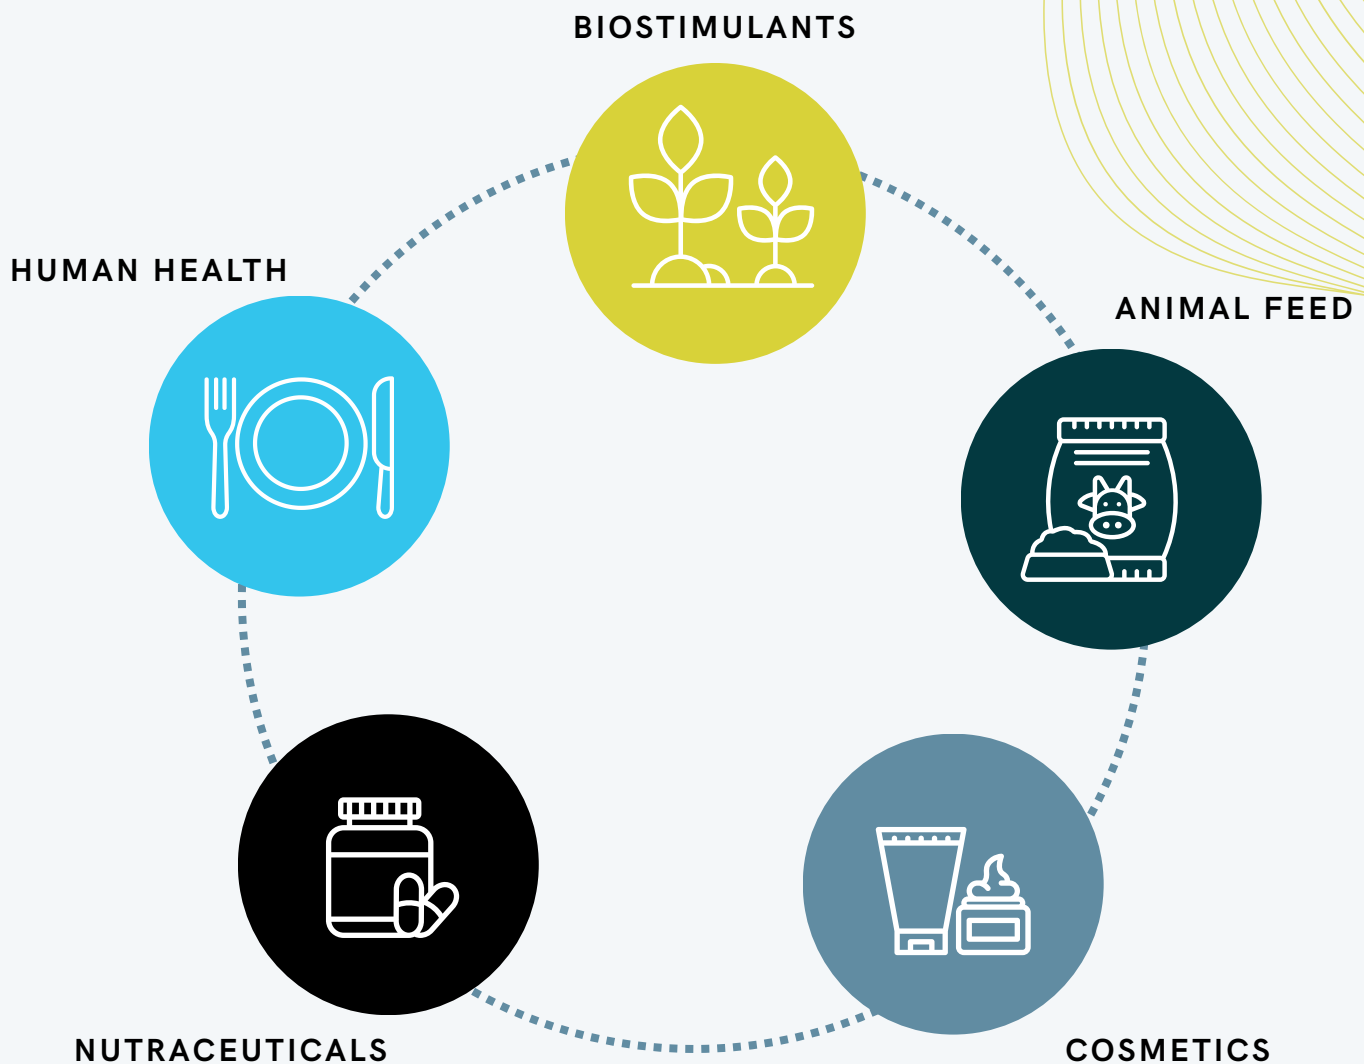 BIOSTIMULANTS
HUMAN HEALTH
ANIMAL FEED
NUTRACEUTICALS
COSMETICS